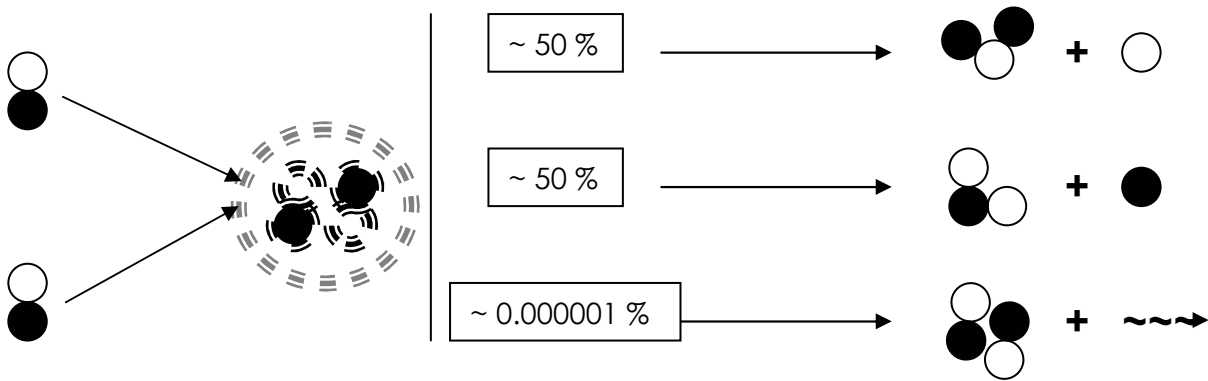 ~ 50 %
+
~ 50 %
+
~ 0.000001 %
+